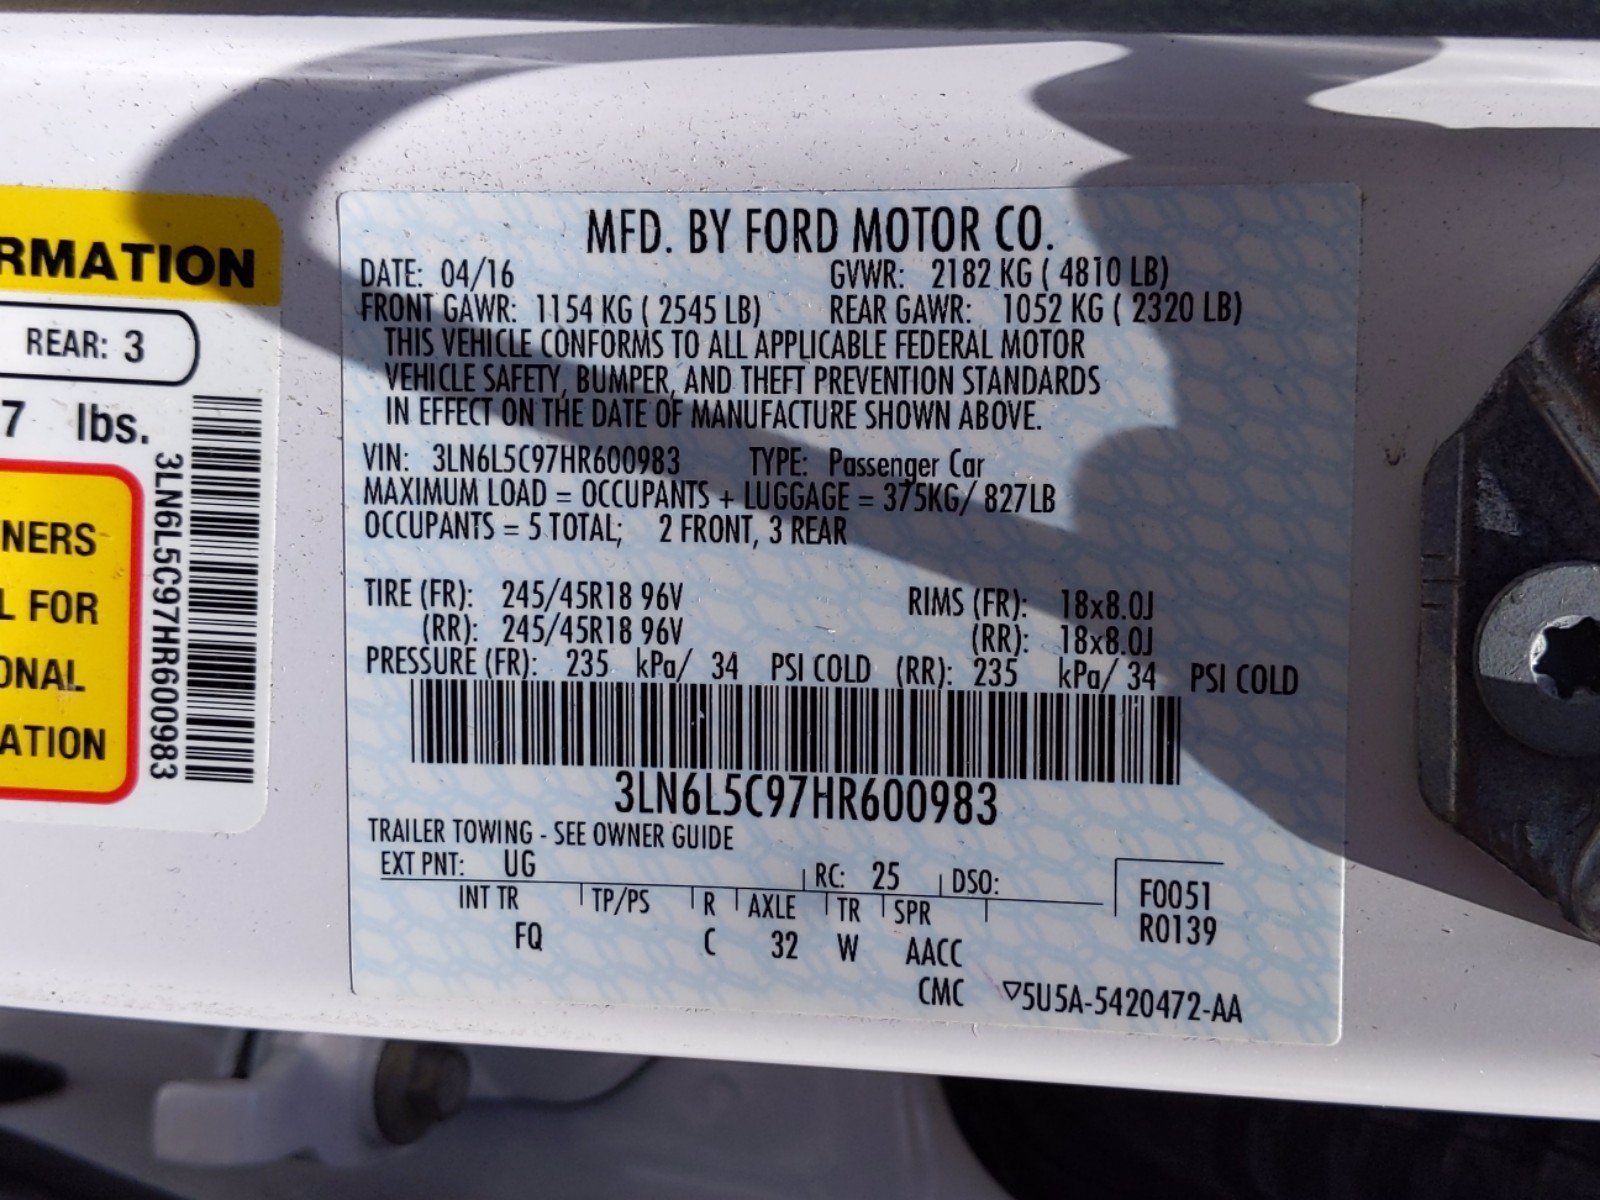 RMATION
REAR: 3
7 lbs.
NERS
L FOR
ONAL
ATION
3LN6L5C97HR600983
MFD. BY FORD MOTOR CO.
DATE: 04/16 GVWR: 2182 KG ( 4810 LB)
FRONT GAWR: 1154 KG ( 2545 LB) REAR GAWR: 1052 KG ( 2320 LB)
THIS VEHICLE CONFORMS TO ALL APPLICABLE FEDERAL MOTOR
VEHICLE SAFETY, BUMPER, AND THEFT PREVENTION STANDARDS
IN EFFECT ON THE DATE OF MANUFACTURE SHOWN ABOVE.
VIN: 3LN6L5C97HR600983 TYPE: Passenger Car
MAXIMUM LOAD = OCCUPANTS + LUGGAGE = 375KG/ 827LB
OCCUPANTS = 5 TOTAL; 2 FRONT, 3 REAR
TIRE (FR): 245/45R18 96V RIMS (FR): 18x8.0J
(RR): 245/45R18 96V (RR): 18x8.0J
PRESSURE (FR): 235 kPa/ 34 PSI COLD (RR): 235 kPa/ 34 PSI COLD
3LN6L5C97HR600983
TRAILER TOWING - SEE OWNER GUIDE
EXT PNT: UG RC: 25 DSO:
INT TR TP/PS R AXLE TR SPR
FQ C 32 W AACC
F0051
R0139
CMC ▽5U5A-5420472-AA